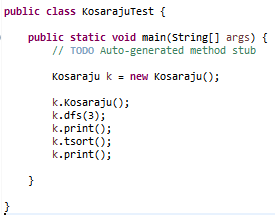 public class KosarajuTest {
public static void main(String[] args) {
// TODO Auto-generated method stub
Kosaraju k = new Kosaraju();
k.Kosaraju();
k.dfs(3);
k.print();
k.tsort();
k.print();
}
}